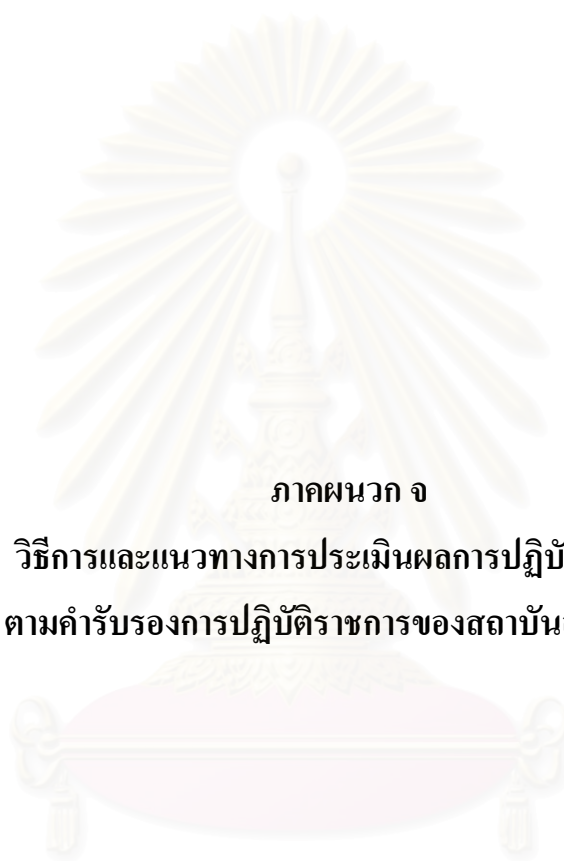 ภาคผนวก จ
วิธีการและแนวทางการประเมินผลการปฏิบั
ตามคำรับรองการปฏิบัติราชการของสถาบัน